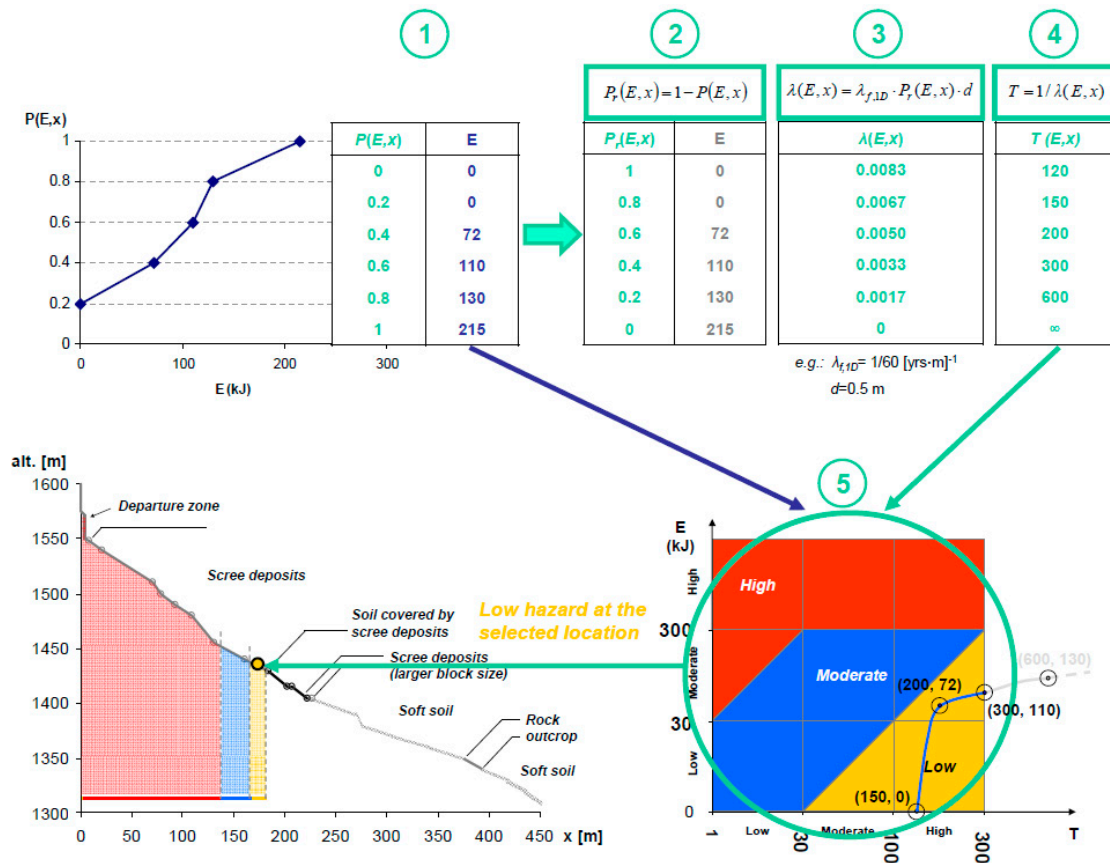 1
2
3
4
Pr(E,x)=1−P(E,x)
λ(E,x)=λf,1D·Pr(E,x)·d
T=1/λ(E,x)
P(E,x)
1
0.8
0.6
0.4
0.2
0
0
100
200
300
E (kJ)
P(E,x) E
0 0
0.2 0
0.4 72
0.6 110
0.8 130
1 215
Pr(E,x) E
1 0
0.8 0
0.6 72
0.4 110
0.2 130
0 215
λ(E,x)
0.0083
0.0067
0.0050
0.0033
0.0017
0
T (E,x)
120
150
200
300
600
∞
e.g.: λf,1D= 1/60 [yrs·m]-1
d=0.5 m
alt. [m]
1600
1550
1500
1450
1400
1350
1300
Departure zone
Scree deposits
Soil covered by
scree deposits
Scree deposits
(larger block size)
Soft soil
Rock
outcrop
Soft soil
0 50 100 150 200 250 300 350 400 450 x [m]
Low hazard at the
selected location
5
E
(kJ)
High
300
Moderate
30
Low
0
High
Moderate
Low
(600, 130)
(200, 72)
(300, 110)
(150, 0)
1
Low
30
Moderate
100
High
300
T